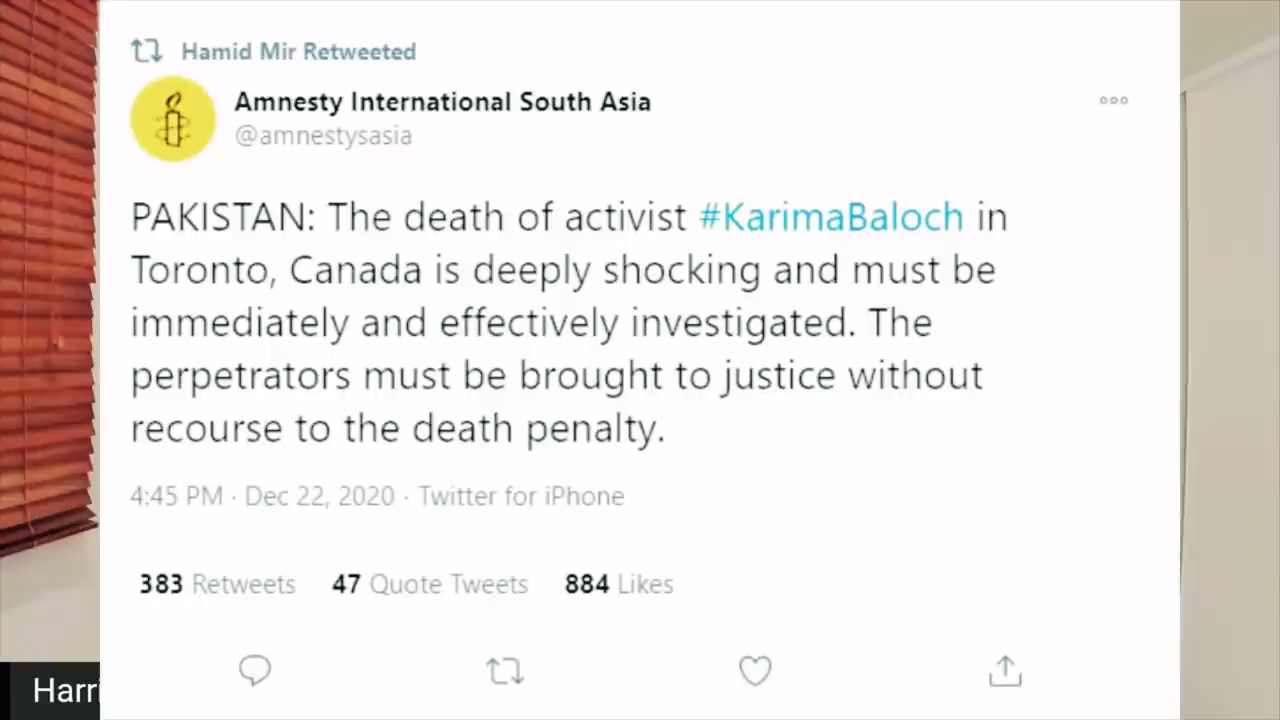 Hamid Mir Retweeted
Amnesty International South Asia
@amnestysasia
PAKISTAN: The death of activist #KarimaBaloch in
Toronto, Canada is deeply shocking and must be
immediately and effectively investigated. The
perpetrators must be brought to justice without
recourse to the death penalty.
4:45 PM · Dec 22, 2020 · Twitter for iPhone
383 Retweets 47 Quote Tweets 884 Likes
Harri